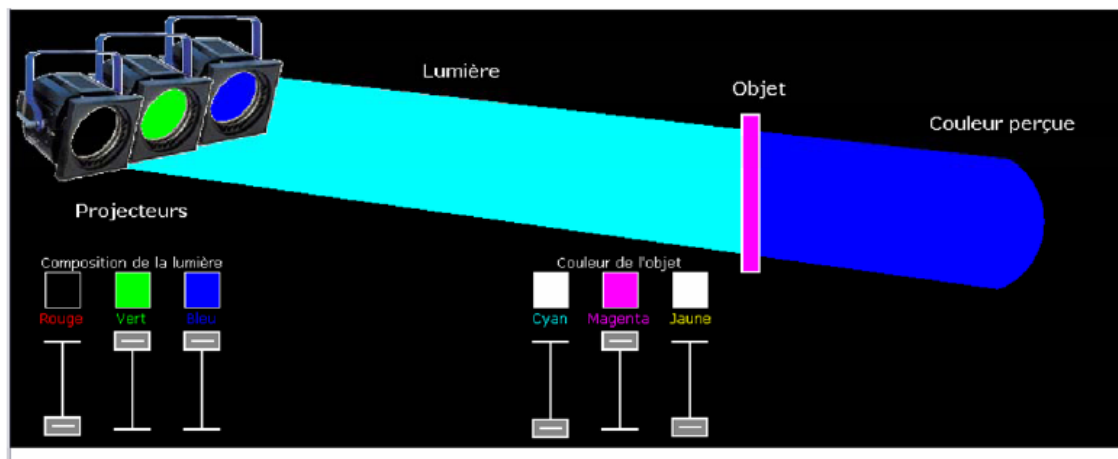 Lumière
Objet
Couleur perçue
Projecteurs
Composition de la lumière
Rouge Vert Bleu
Couleur de l'objet
Cyan Magenta Jaune